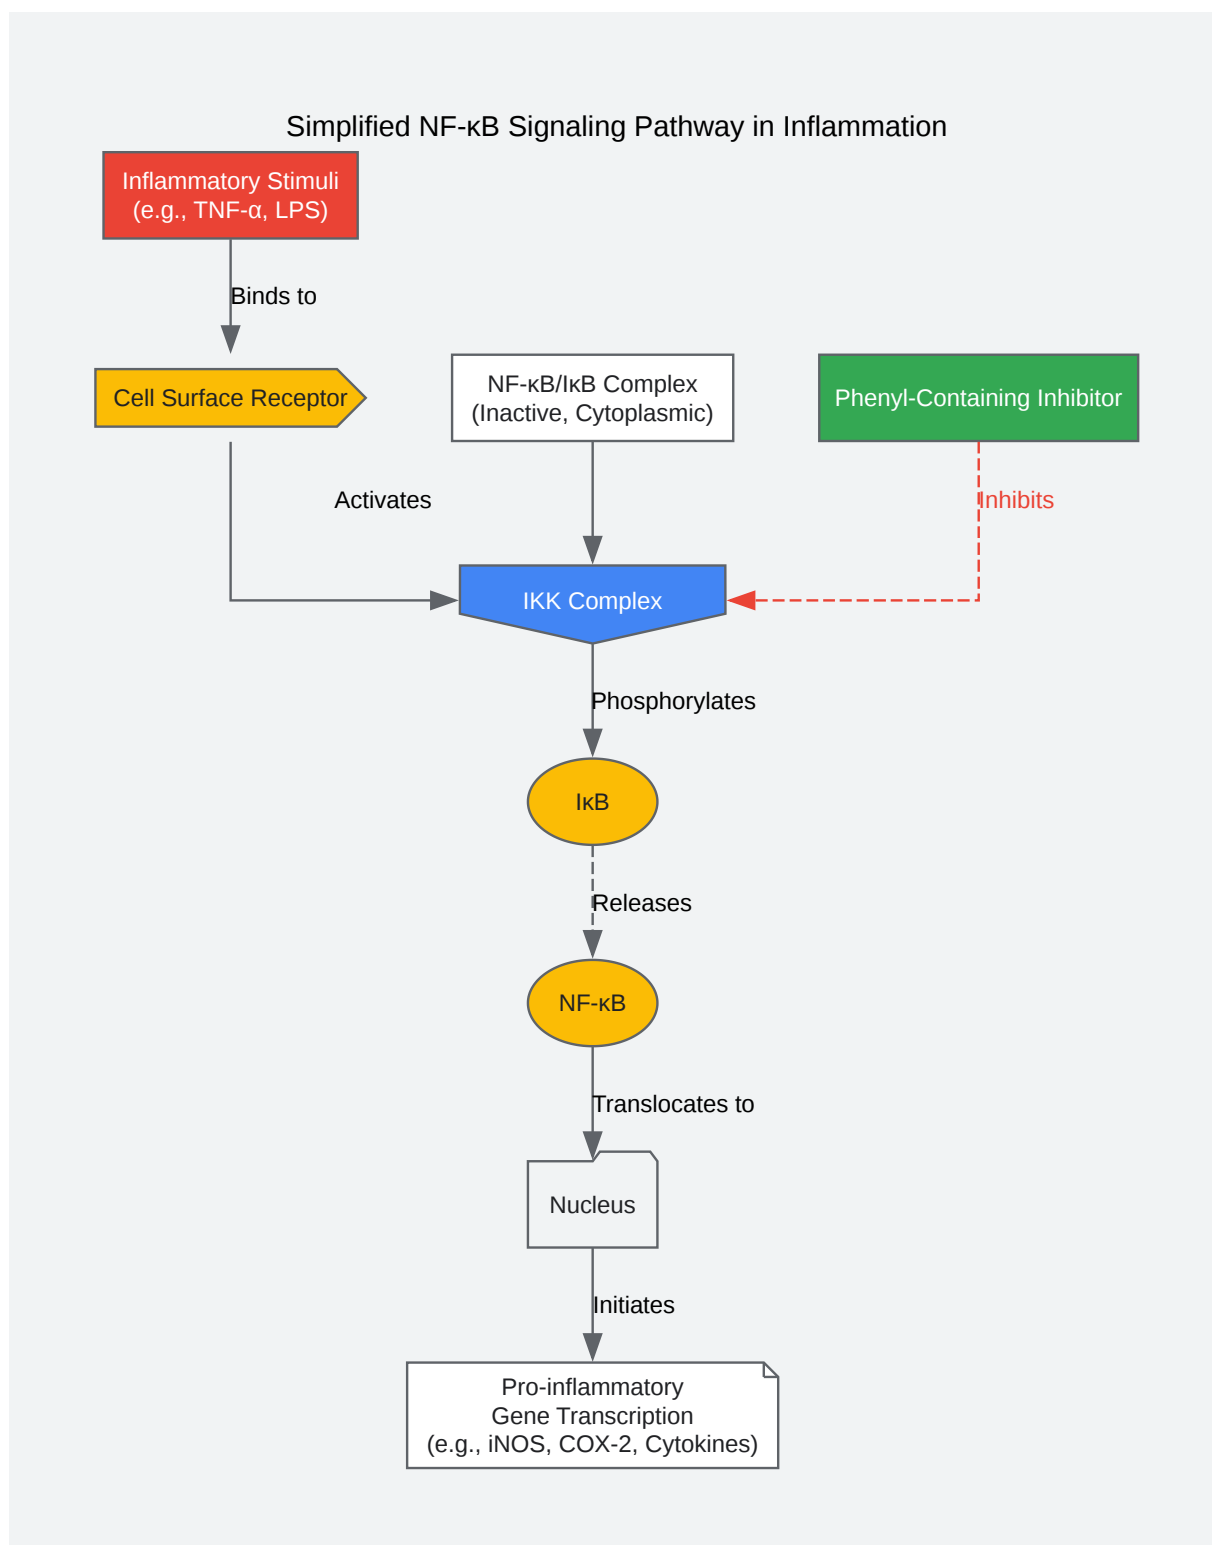 Simplified NF-κB Signaling Pathway in Inflammation
Inflammatory Stimuli
(e.g., TNF-α, LPS)
Binds to
Cell Surface Receptor
NF-κB/IκB Complex
(Inactive, Cytoplasmic)
Phenyl-Containing Inhibitor
Activates
Inhibits
IKK Complex
Phosphorylates
IκB
Releases
NF-κB
Translocates to
Nucleus
Initiates
Pro-inflammatory
Gene Transcription
(e.g., iNOS, COX-2, Cytokines)